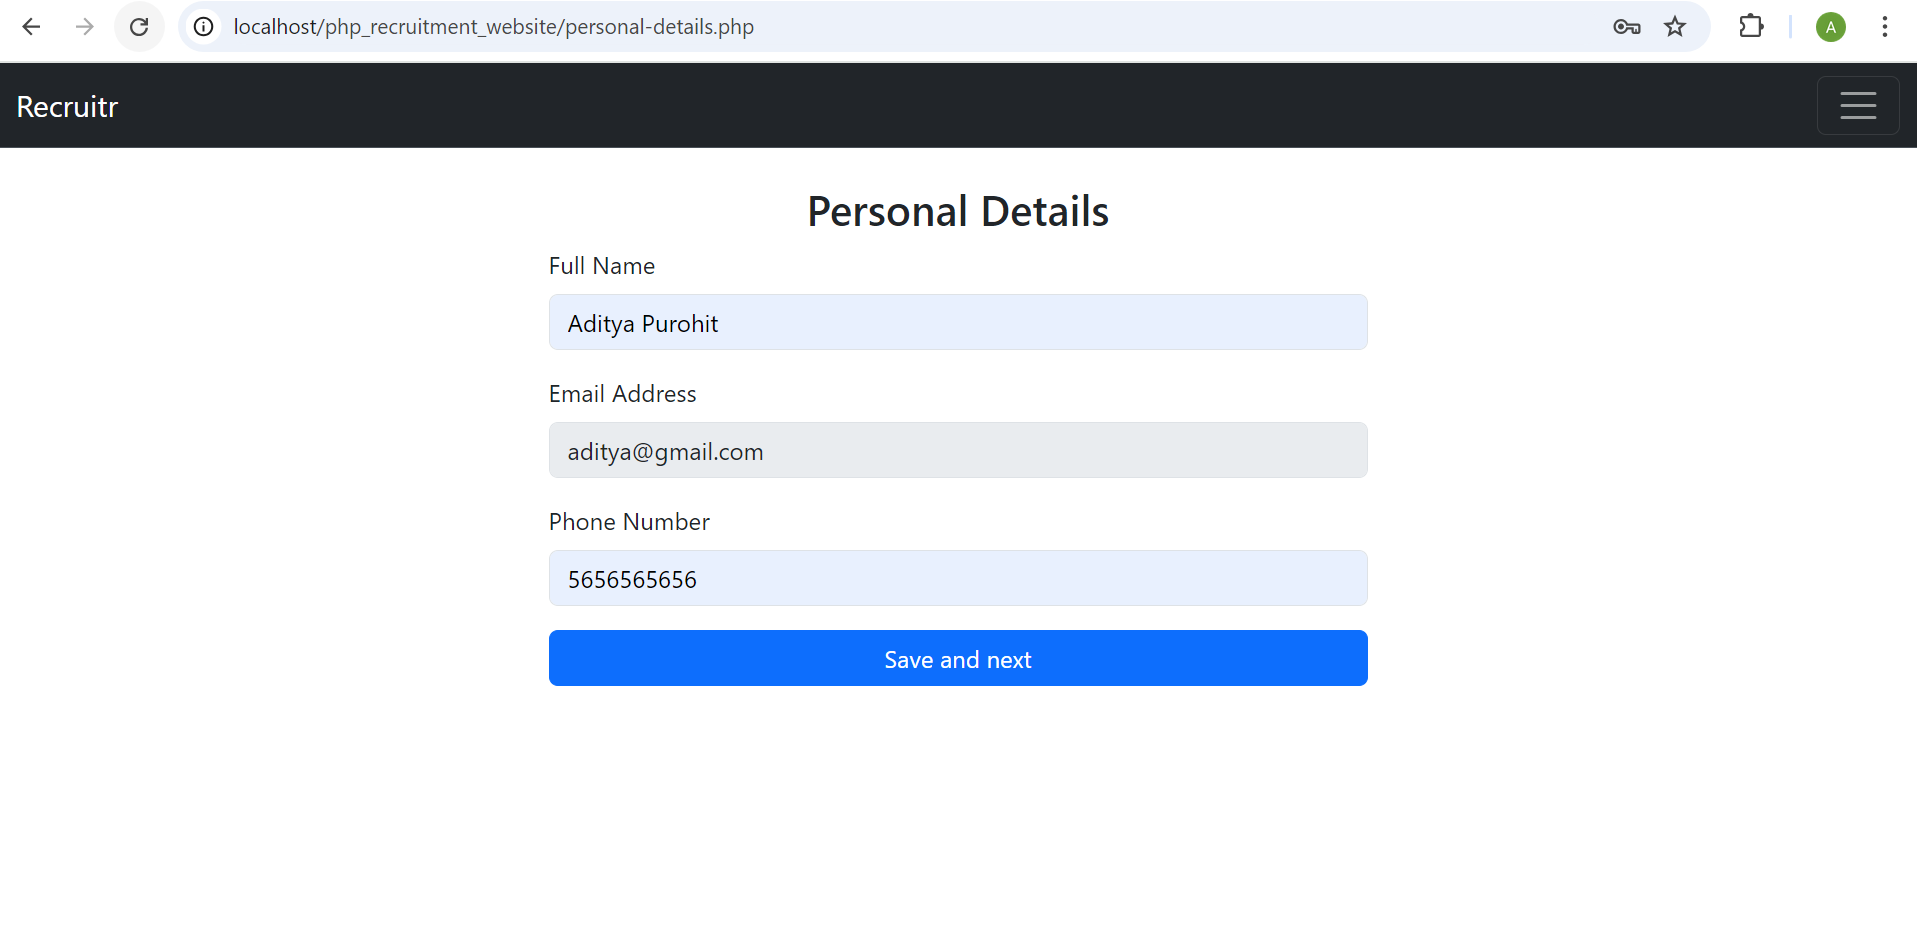 localhost/php_recruitment_website/personal-details.php
A
Recruitr
Personal Details
Full Name
Aditya Purohit
Email Address
aditya@gmail.com
Phone Number
5656565656
Save and next